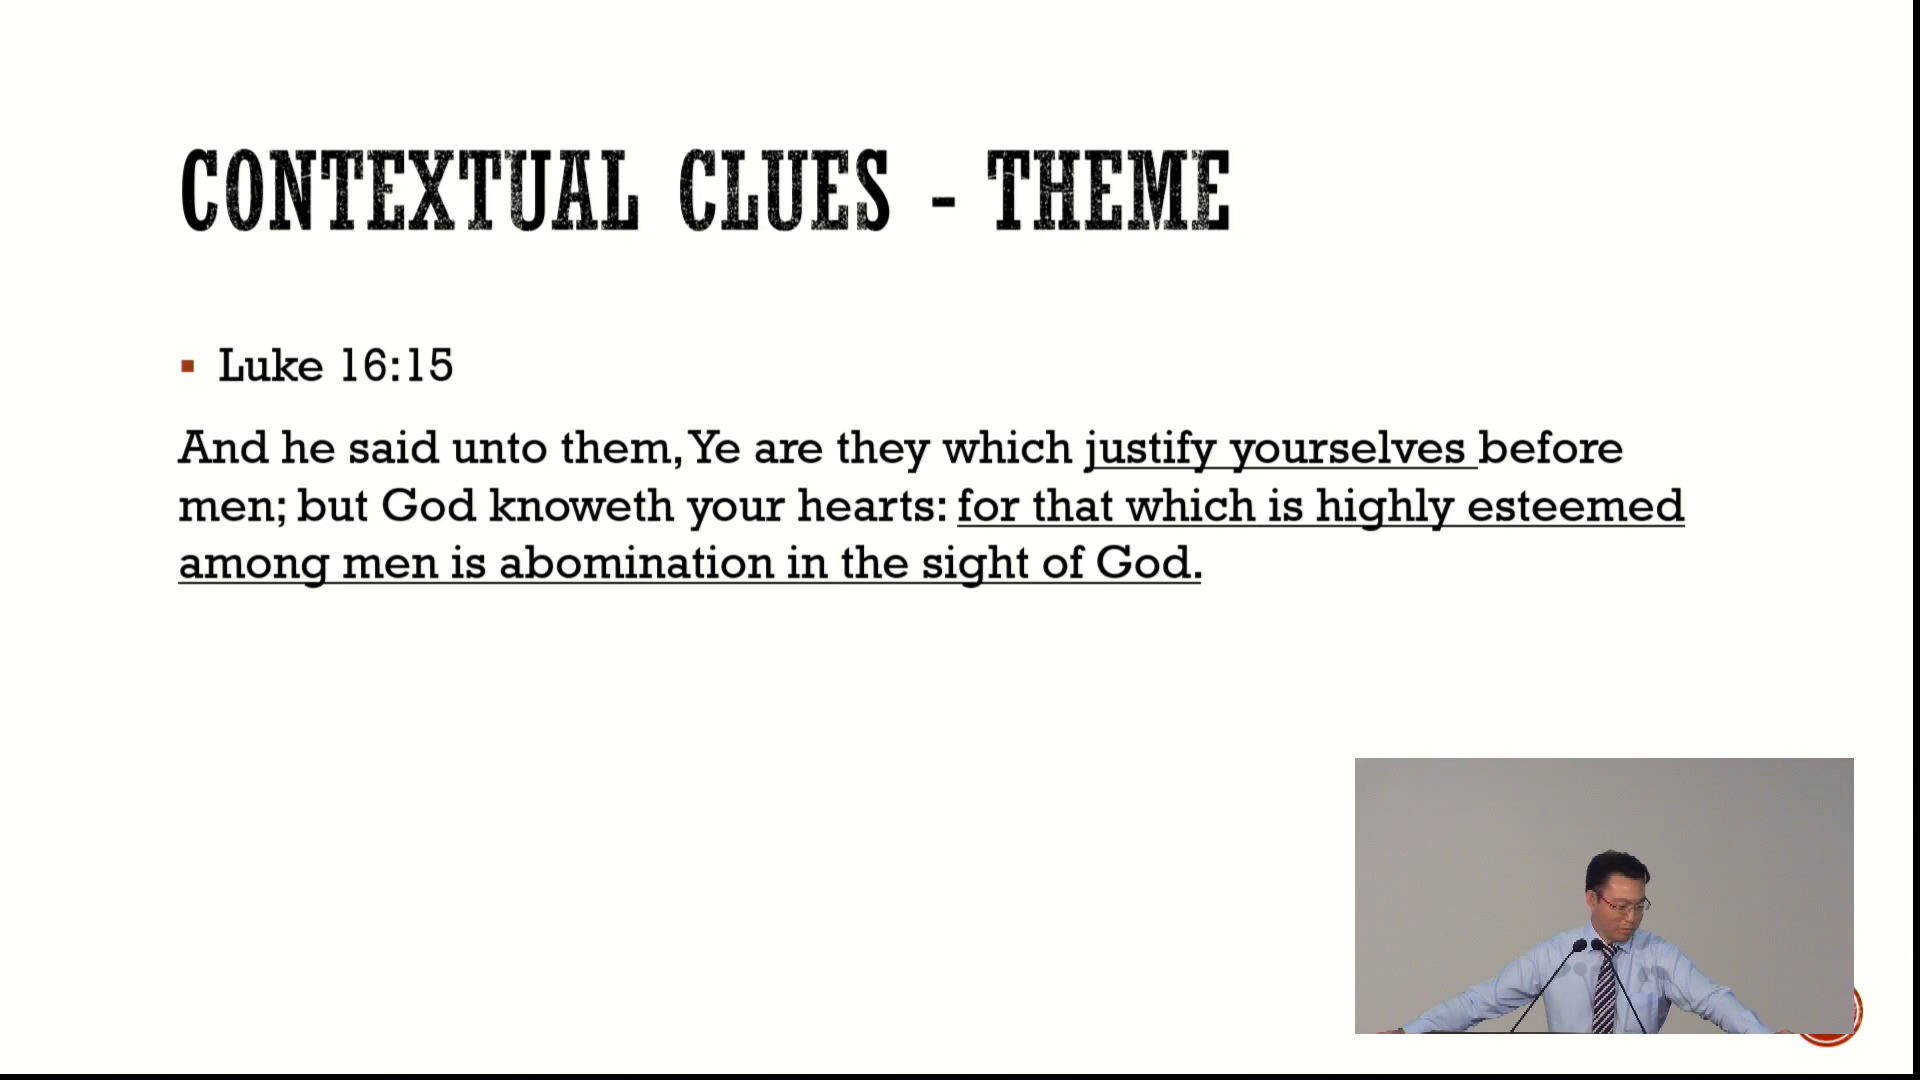 CONTEXTUAL CLUES - THEME
Luke 16:15
And he said unto them, Ye are they which justify yourselves before
men; but God knoweth your hearts: for that which is highly esteemed
among men is abomination in the sight of God.